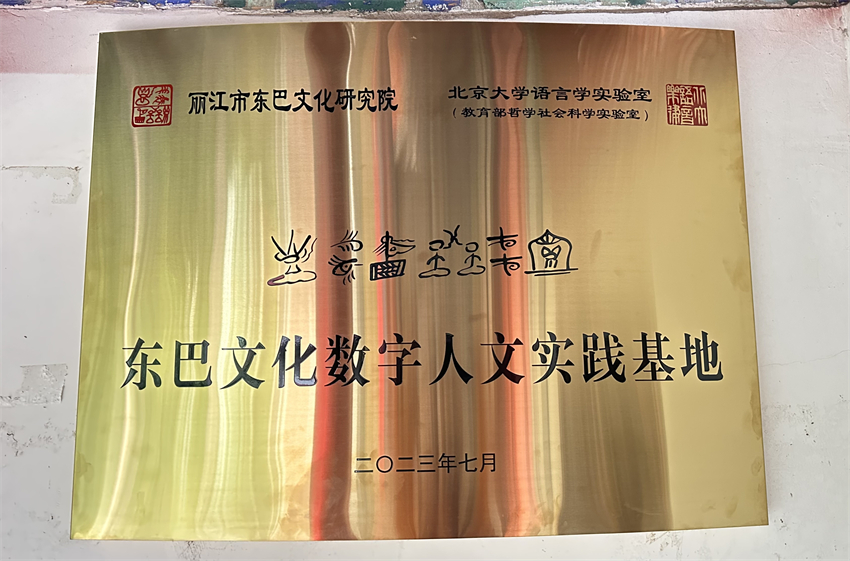 丽江市东巴文化研究院
北京大学语言学实验室
（教育部哲学社会科学实验室）
东巴文化数字人文实践基地
二〇二三年七月